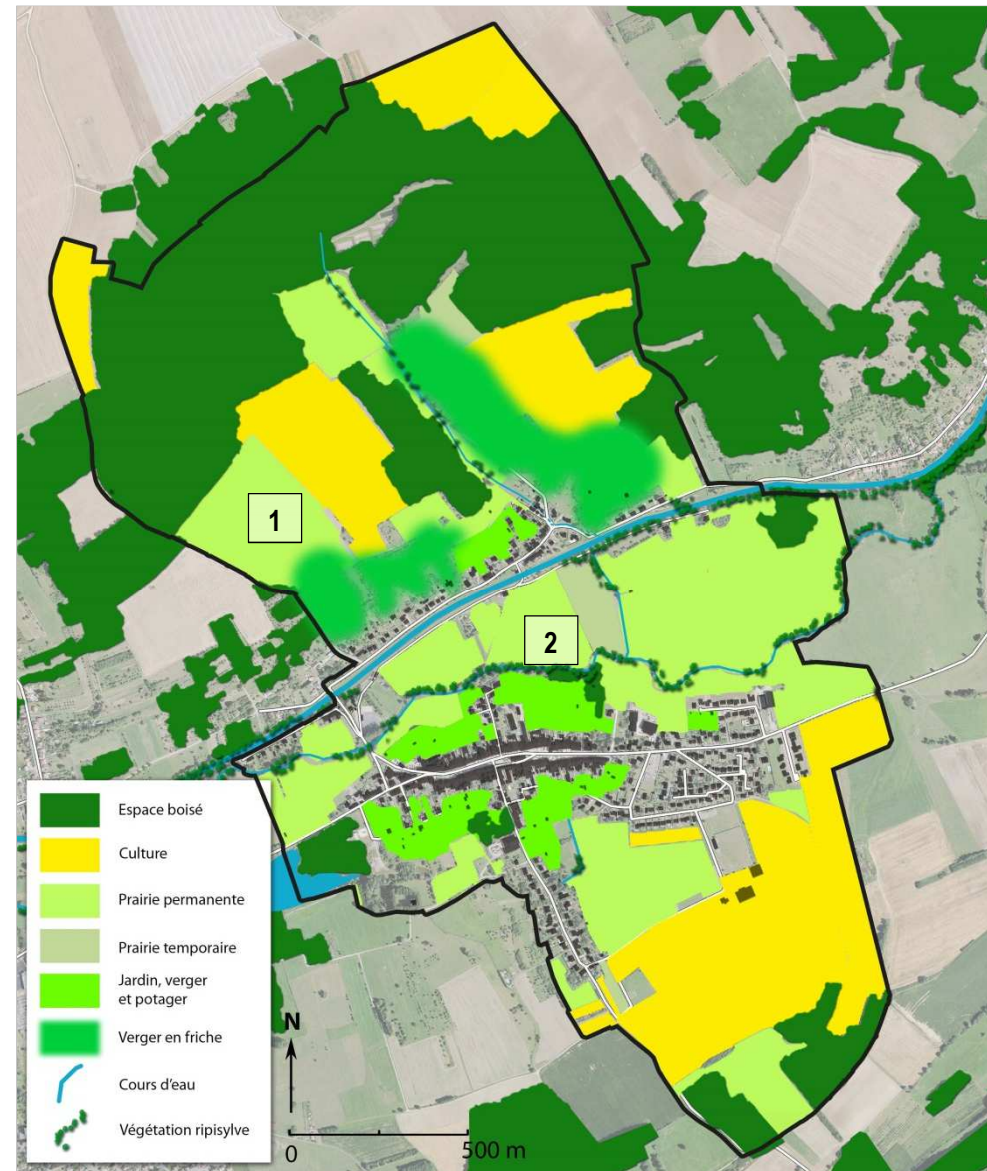 1
2
Espace boisé
Culture
Prairie permanente
Prairie temporaire
Jardin, verger
et potager
Verger en friche
Cours d'eau
Végétation ripisylve
N
0
500 m